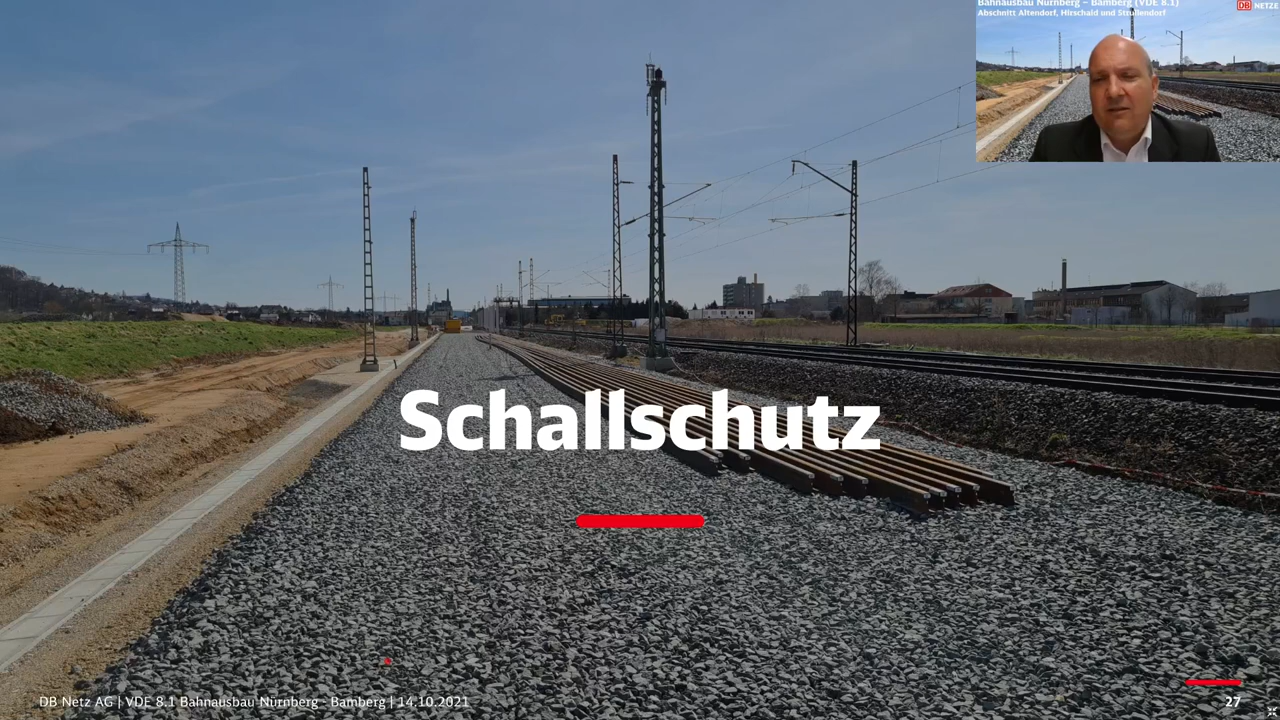 Bahnausbau Nürnberg – Bamberg (VDE 8.1)
Abschnitt Altendorf, Hirschaid und Strullendorf
DB NETZE
Schallschutz
DB Netz AG | VDE 8.1 Bahnausbau Nürnberg - Bamberg | 14.10.2021
27